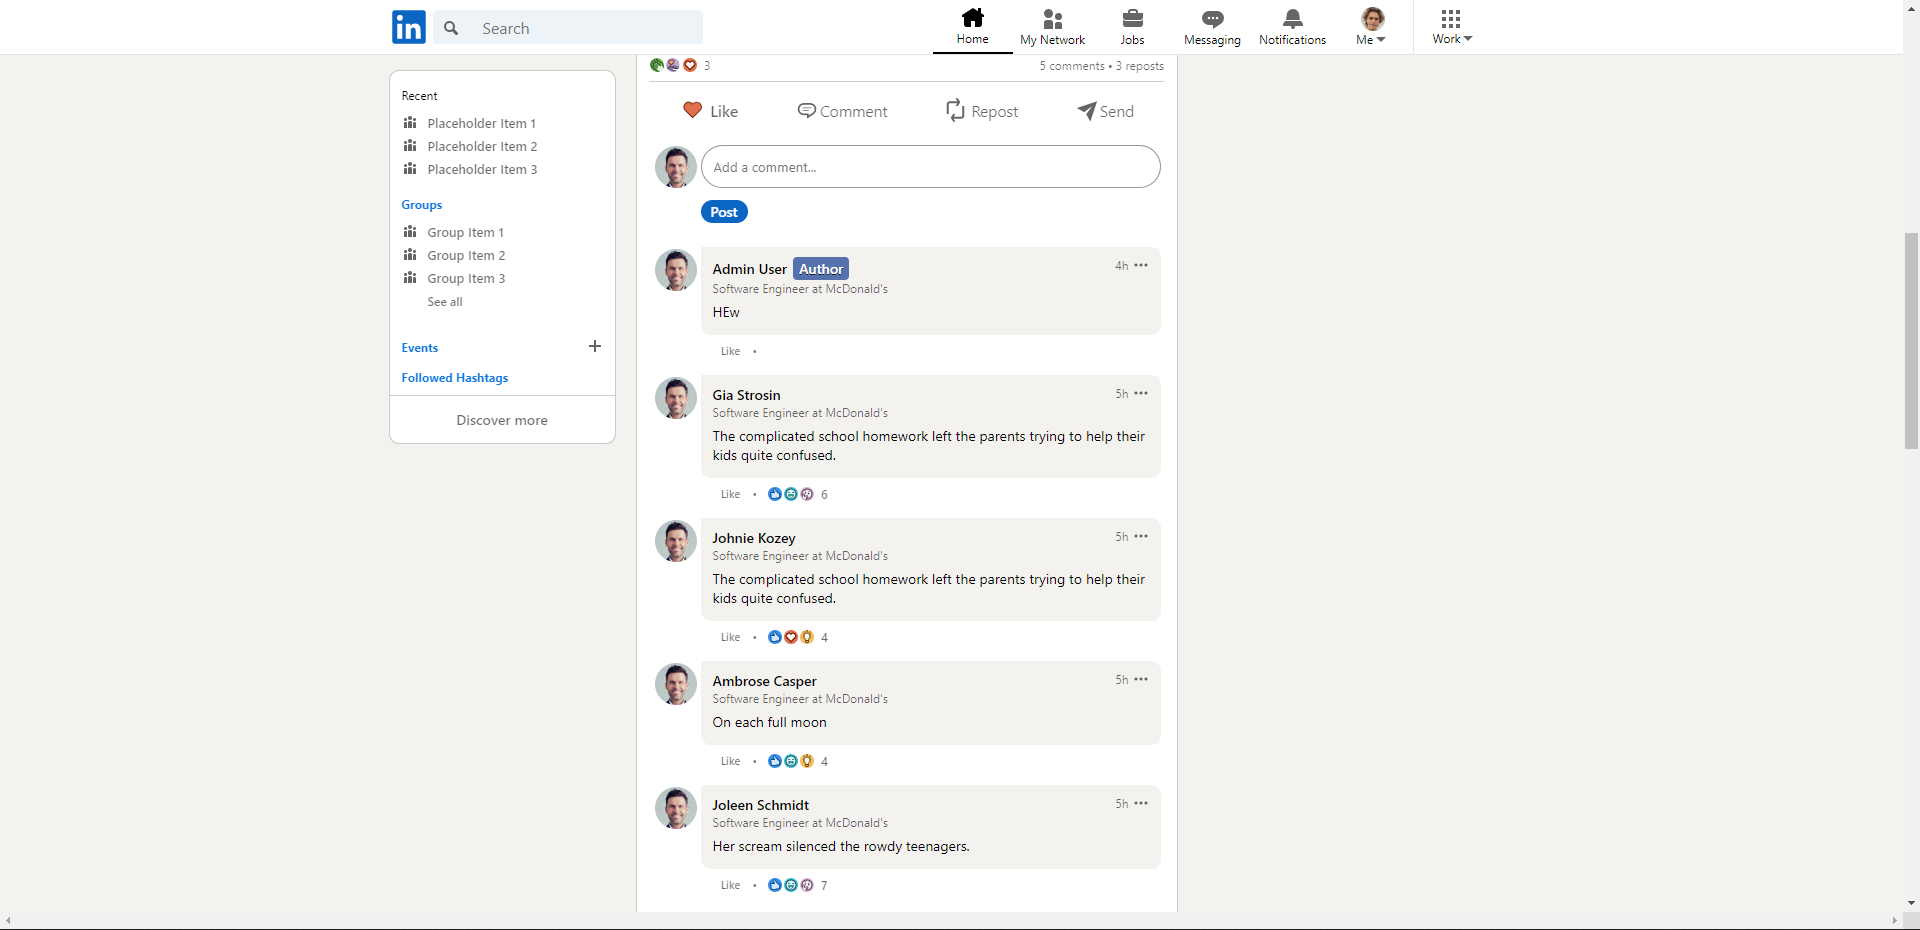 in
Search
Home
My Network
Jobs
Messaging
Notifications
Me
Work
Recent
Placeholder Item 1
Placeholder Item 2
Placeholder Item 3
Groups
Group Item 1
Group Item 2
Group Item 3
See all
Events
Followed Hashtags
Discover more
3
5 comments • 3 reposts
Like
Comment
Repost
Send
Add a comment...
Post
Admin User Author 4h
Software Engineer at McDonald's
HEw
Like •
Gia Strosin 5h
Software Engineer at McDonald's
The complicated school homework left the parents trying to help their
kids quite confused.
Like • 6
Johnie Kozey 5h
Software Engineer at McDonald's
The complicated school homework left the parents trying to help their
kids quite confused.
Like • 4
Ambrose Casper 5h
Software Engineer at McDonald's
On each full moon
Like • 4
Joleen Schmidt 5h
Software Engineer at McDonald's
Her scream silenced the rowdy teenagers.
Like • 7